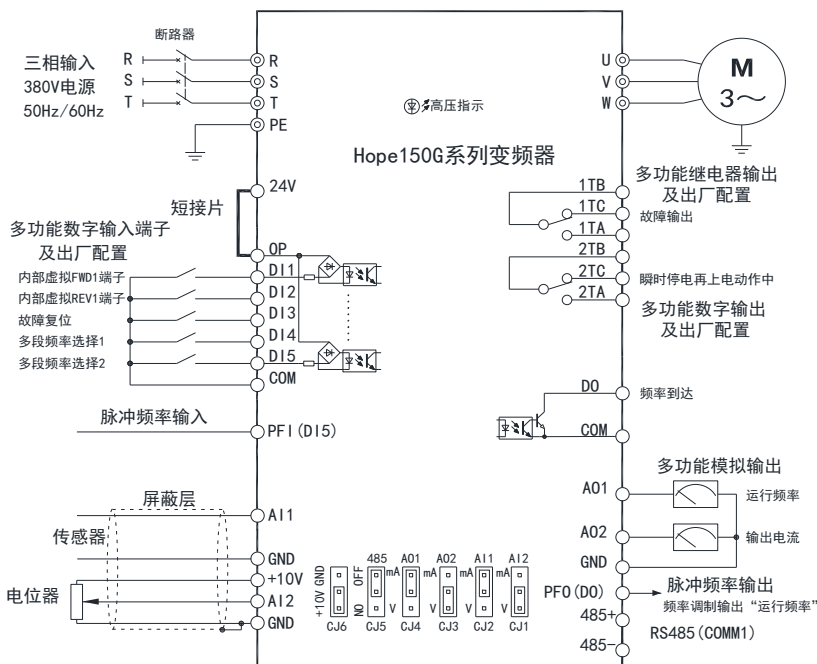 断路器
三相输入
380V电源
50Hz/60Hz
R
S
T
R
S
T
PE
高压指示
Hope150G系列变频器
U
V
W
M
3～
24V
短接片
多功能数字输入端子
及出厂配置
OP
内部虚拟FWD1端子
DI1
内部虚拟REV1端子
DI2
故障复位
DI3
多段频率选择1
DI4
多段频率选择2
DI5
COM
脉冲频率输入
PFI(DI5)
屏蔽层
传感器
AI1
GND
+10V
电位器
AI2
GND
多功能继电器输出
及出厂配置
1TB
1TC
故障输出
1TA
2TB
2TC
瞬时停电再上电动作中
2TA
多功能数字输出
及出厂配置
DO
频率到达
COM
多功能模拟输出
AO1
运行频率
AO2
输出电流
GND
PFO(DO)
脉冲频率输出
频率调制输出“运行频率”
485+
RS485(COMM1)
485-
485 AO1 AO2 AI1 AI2
+10V GND
NO OFF
mA mA mA mA
V V V V
CJ6 CJ5 CJ4 CJ3 CJ2 CJ1